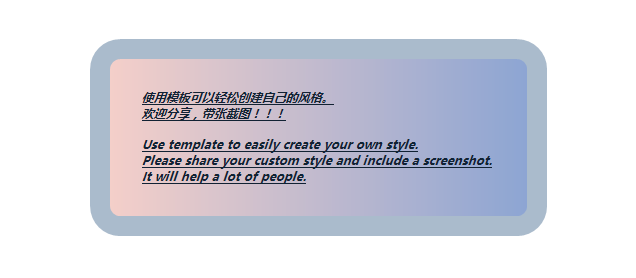 使用模板可以轻松创建自己的风格。
欢迎分享，带张截图！！！
Use template to easily create your own style.
Please share your custom style and include a screenshot.
It will help a lot of people.